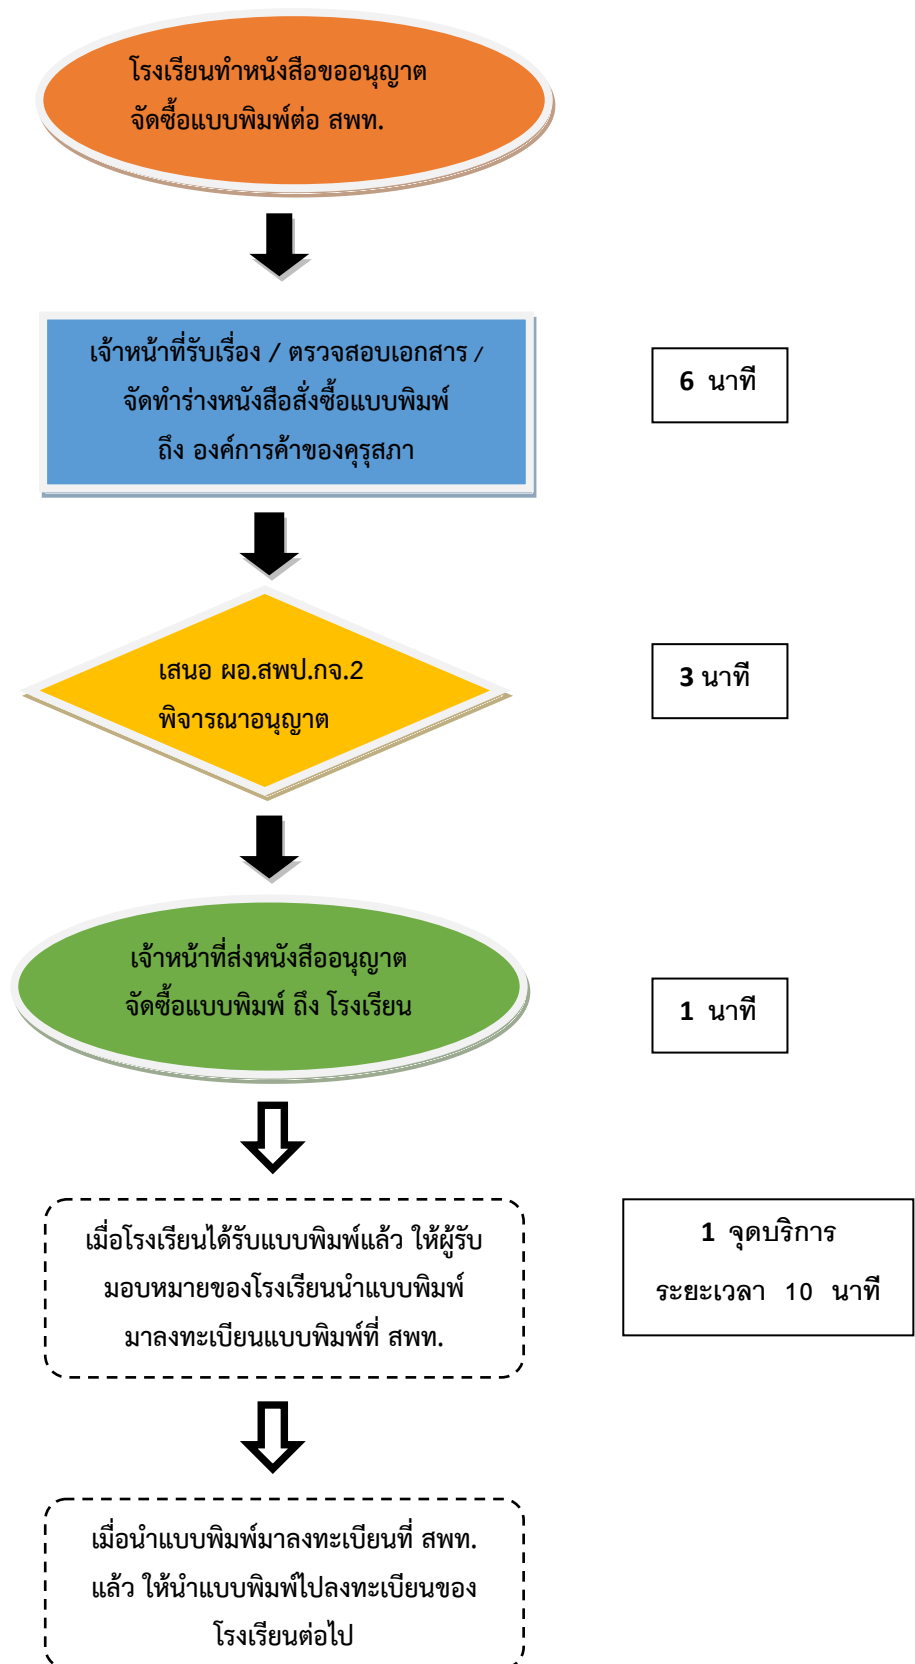 โรงเรียนทำหนังสือขออนุญาต
จัดซื้อแบบพิมพ์ต่อ สพท.
เจ้าหน้าที่รับเรื่อง / ตรวจสอบเอกสาร /
จัดทำร่างหนังสือสั่งซื้อแบบพิมพ์
ถึง องค์การค้าของคุรุสภา
6 นาที
เสนอ ผอ.สพป.กจ.2
พิจารณาอนุญาต
3 นาที
เจ้าหน้าที่ส่งหนังสืออนุญาต
จัดซื้อแบบพิมพ์ ถึง โรงเรียน
1 นาที
เมื่อโรงเรียนได้รับแบบพิมพ์แล้ว ให้ผู้รับ
มอบหมายของโรงเรียนนำแบบพิมพ์
มาลงทะเบียนแบบพิมพ์ที่ สพท.
1 จุดบริการ
ระยะเวลา 10 นาที
เมื่อนำแบบพิมพ์มาลงทะเบียนที่ สพท.
แล้ว ให้นำแบบพิมพ์ไปลงทะเบียนของ
โรงเรียนต่อไป